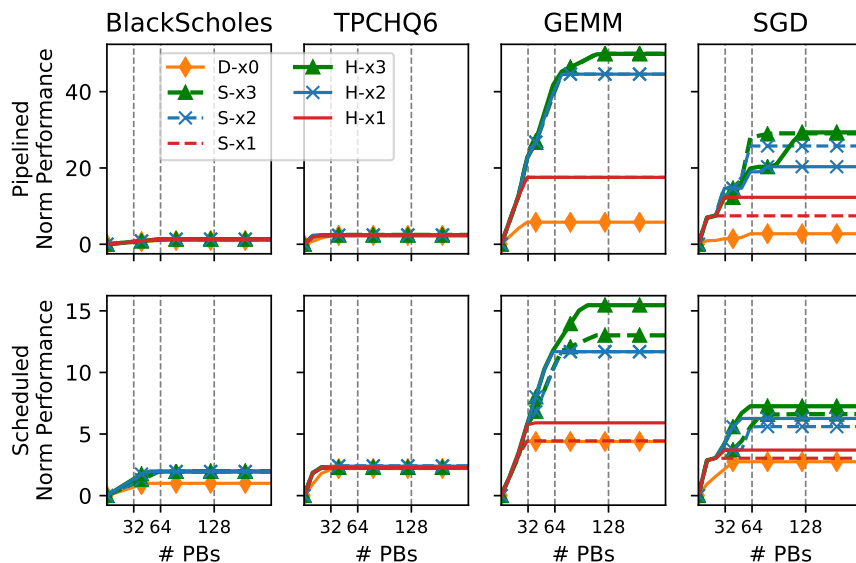 BlackScholes TPCHQ6 GEMM SGD
Pipelined
Norm Performance
40
20
0
D-x0 H-x3
S-x3 H-x2
S-x2 H-x1
S-x1
Scheduled
Norm Performance
15
10
5
0
32 64 128 32 64 128 32 64 128 32 64 128
# PBs # PBs # PBs # PBs